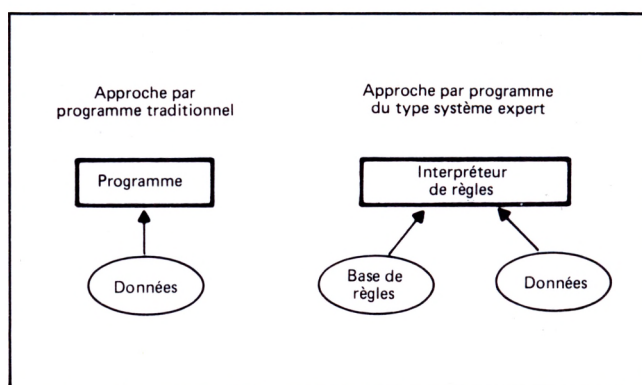 Approche par
programme traditionnel
Programme
Données
Approche par programme
du type système expert
Interpréteur
de règles
Base de
règles
Données